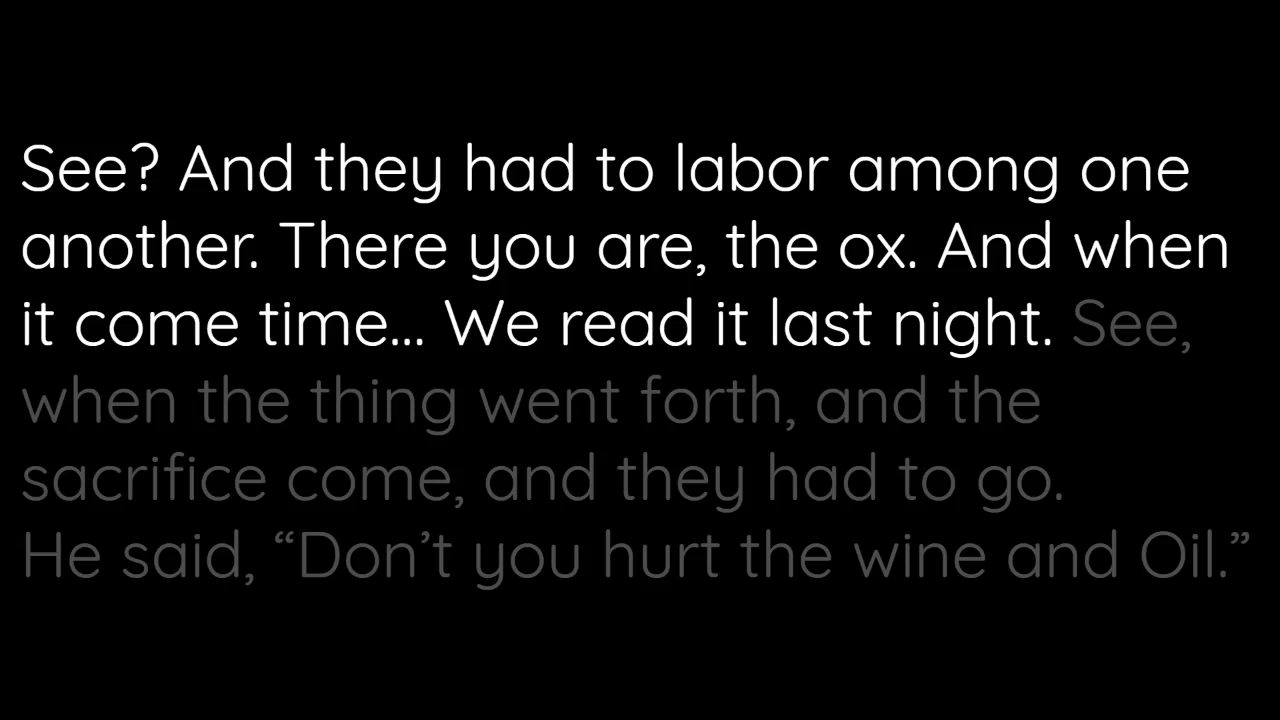 See? And they had to labor among one
another. There you are, the ox. And when
it come time... We read it last night. See,
when the thing went forth, and the
sacrifice come, and they had to go.
He said, “Don’t you hurt the wine and Oil.”